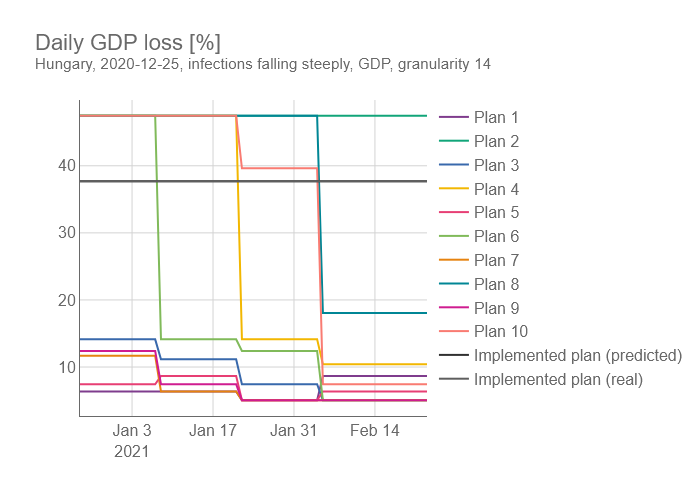 Daily GDP loss [%]
Hungary, 2020-12-25, infections falling steeply, GDP, granularity 14
40
30
20
10
Jan 3
2021
Jan 17
Jan 31
Feb 14
Plan 1
Plan 2
Plan 3
Plan 4
Plan 5
Plan 6
Plan 7
Plan 8
Plan 9
Plan 10
Implemented plan (predicted)
Implemented plan (real)